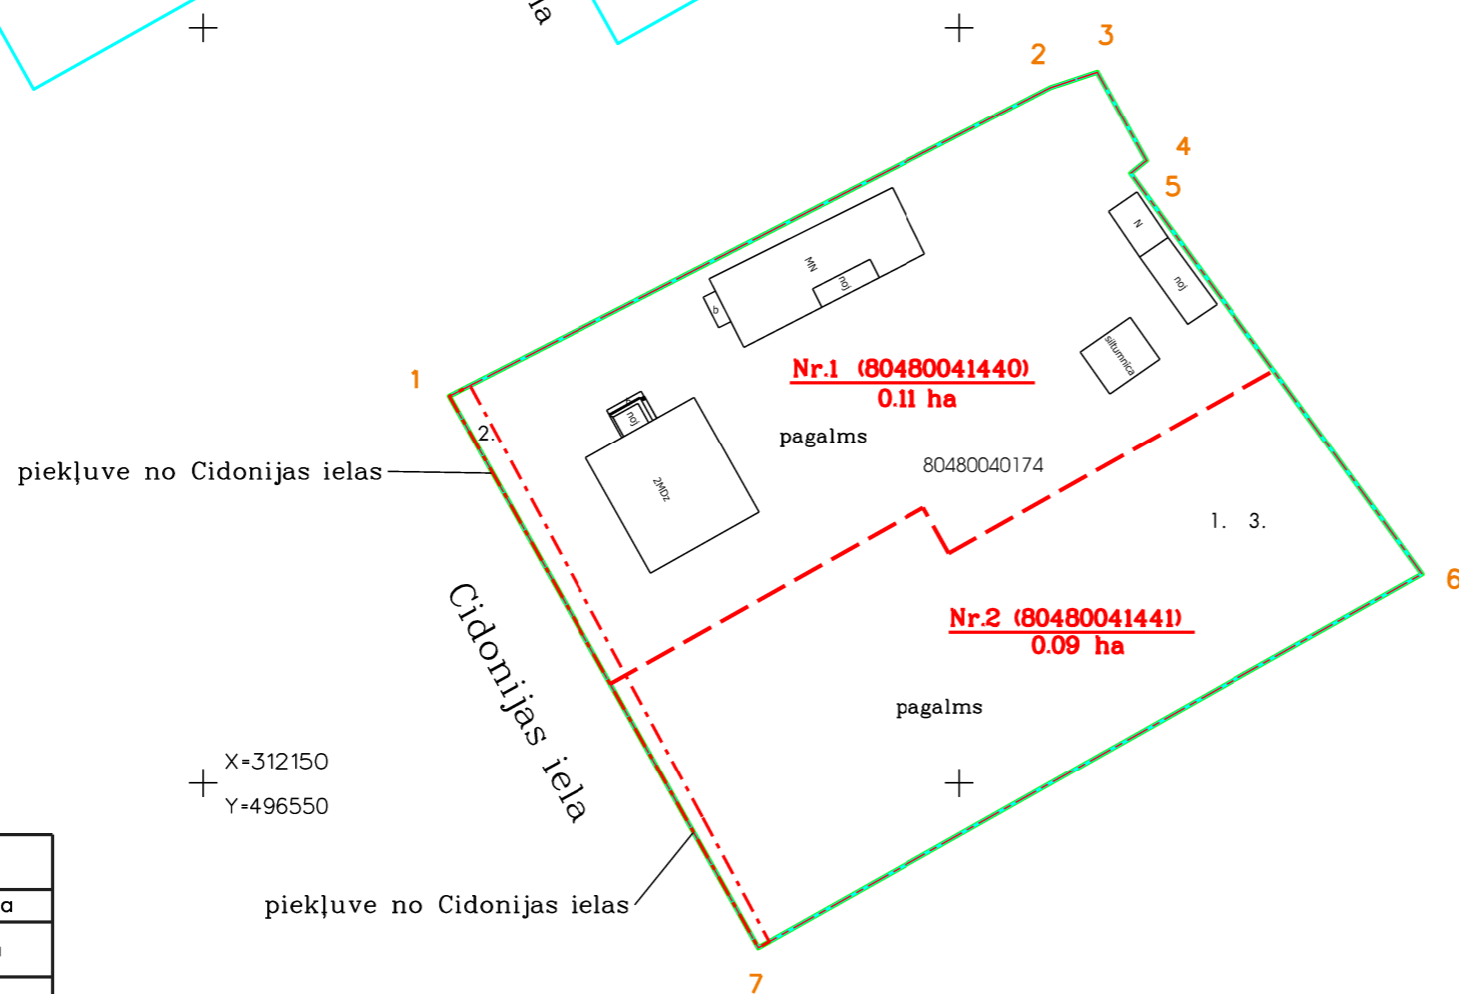 la
2
3
4
5
N
noj
MN
noj
siltumnica
Nr.1 (80480041440)
0.11 ha
1
noj
2.
pagalms
80480040174
piekļuve no Cidonijas ielas
2MDz
1. 3.
6
Cidonijas iela
Nr.2 (80480041441)
0.09 ha
pagalms
X=312150
Y=496550
a
piekļuve no Cidonijas ielas
7